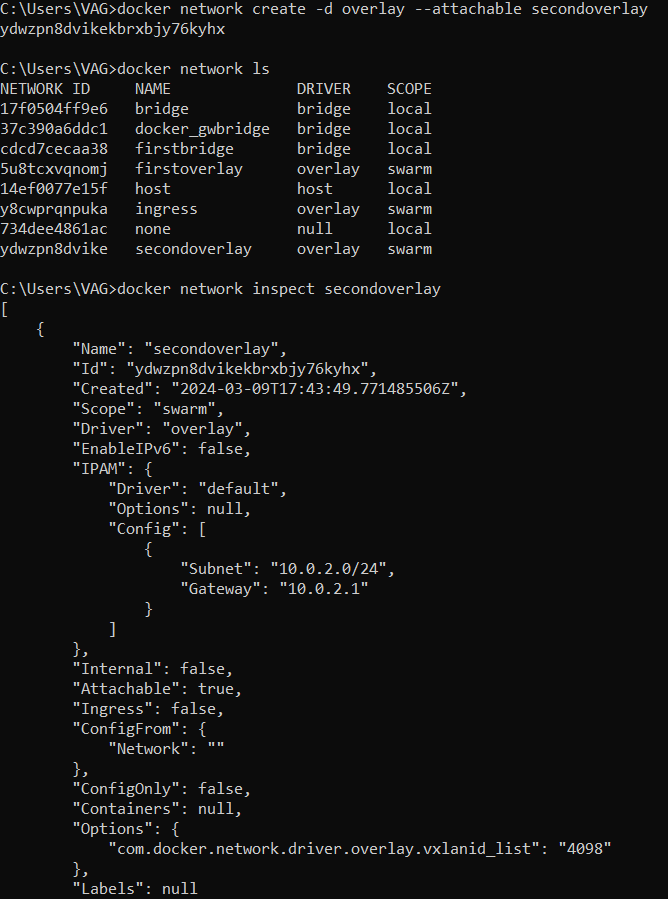 C:\Users\VAG>docker network create -d overlay --attachable secondoverlay
ydwzpn8dvikekbrxbjy76kyhx

C:\Users\VAG>docker network ls
NETWORK ID     NAME              DRIVER    SCOPE
17f0504ff9e6   bridge            bridge    local
37c390a6ddc1   docker_gwbridge   bridge    local
cdcd7cecaa38   firstbridge       bridge    local
5u8tcxvqnomj   firstoverlay      overlay   swarm
14ef0077e15f   host              host      local
y8cwprqnpuka   ingress           overlay   swarm
734dee4861ac   none              null      local
ydwzpn8dvike   secondoverlay     overlay   swarm

C:\Users\VAG>docker network inspect secondoverlay
[
    {
        "Name": "secondoverlay",
        "Id": "ydwzpn8dvikekbrxbjy76kyhx",
        "Created": "2024-03-09T17:43:49.771485506Z",
        "Scope": "swarm",
        "Driver": "overlay",
        "EnableIPv6": false,
        "IPAM": {
            "Driver": "default",
            "Options": null,
            "Config": [
                {
                    "Subnet": "10.0.2.0/24",
                    "Gateway": "10.0.2.1"
                }
            ]
        },
        "Internal": false,
        "Attachable": true,
        "Ingress": false,
        "ConfigFrom": {
            "Network": ""
        },
        "ConfigOnly": false,
        "Containers": null,
        "Options": {
            "com.docker.network.driver.overlay.vxlanid_list": "4098"
        },
        "Labels": null